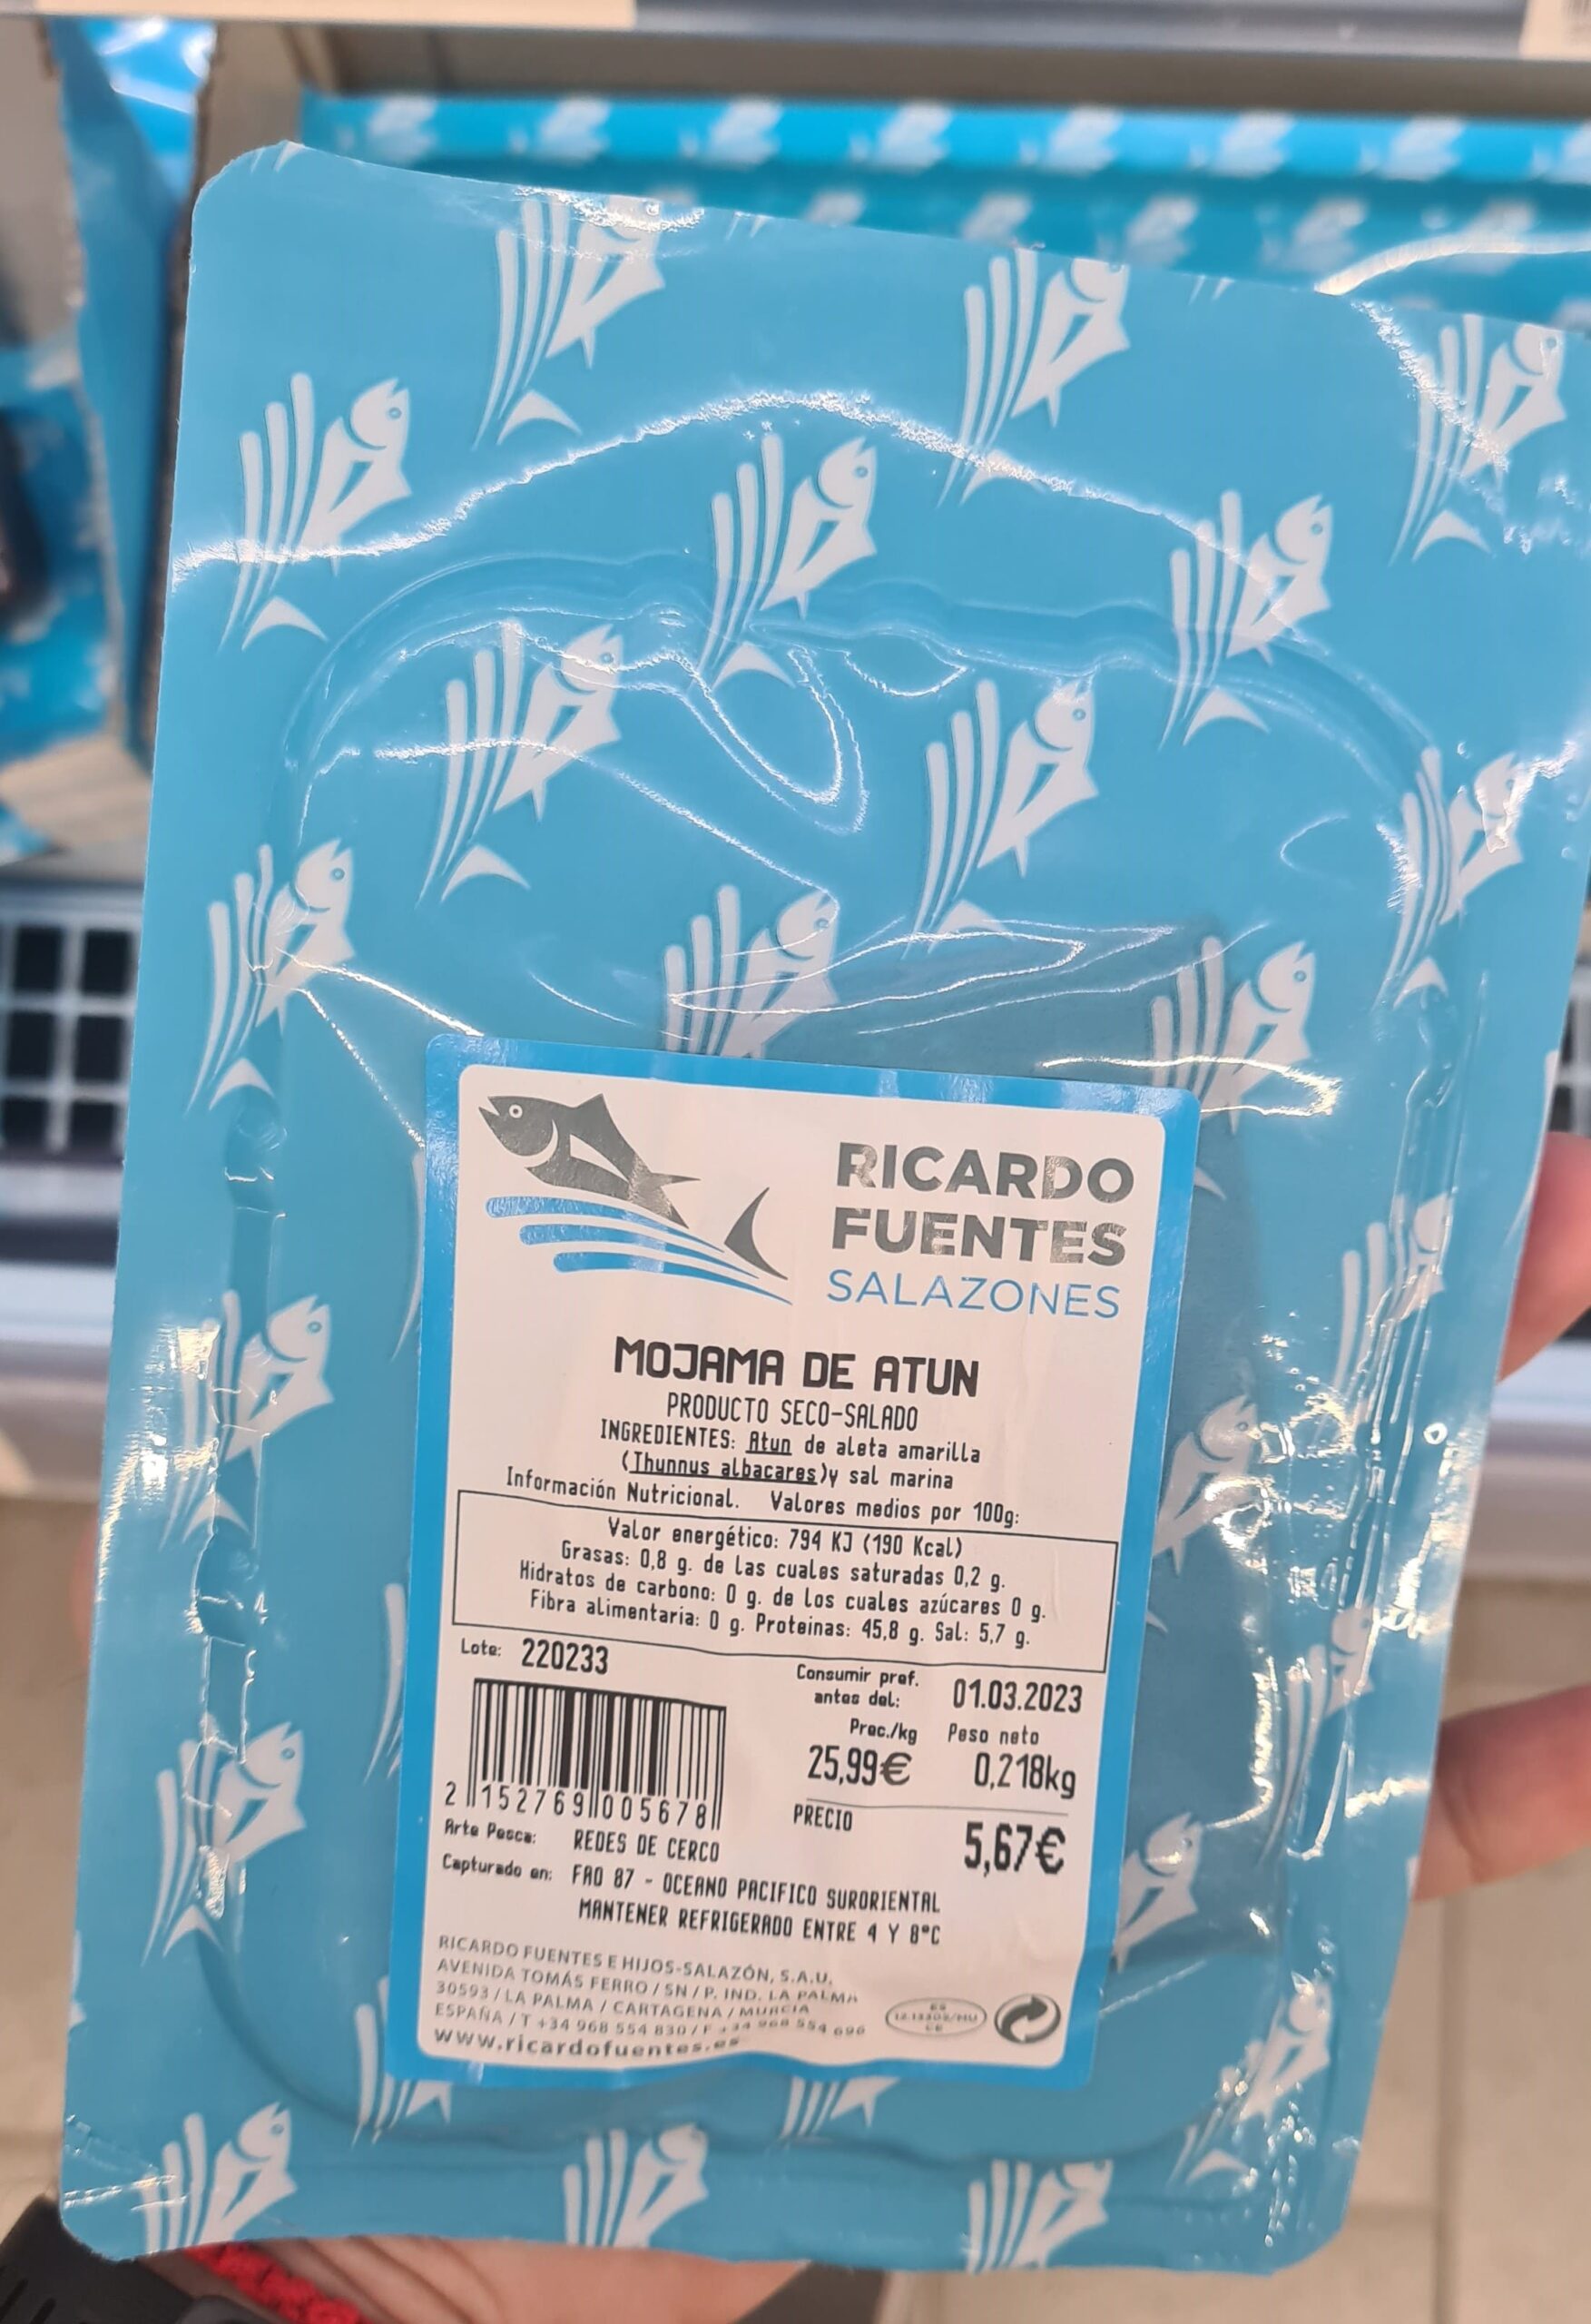 RICARDO
FUENTES
SALAZONES
MOJAMA DE ATUN
PRODUCTO SECO-SALADO
INGREDIENTES: Atun de aleta amarilla
(Thunnus albacares)y sal marina
Información Nutricional. Valores medios por 100g:
Valor energético: 794 KJ (190 Kcal)
Grasas: 0,8 g. de las cuales saturadas 0,2 g.
Hidratos de carbono: 0 g. de los cuales azúcares 0 g.
Fibra alimentaria: 0 g. Proteinas: 45,8 g. Sal: 5,7 g.
Lote: 220233
Consumir pref.
antes del: 01.03.2023
Prec./kg Peso neto
25,99€ 0,218kg
2 152769 005678
PRECIO
5,67€
Arte Pesca: REDES DE CERCO
Capturado en: FAO 87 - OCEANO PACIFICO SURORIENTAL
MANTENER REFRIGERADO ENTRE 4 Y 8ºC
RICARDO FUENTES E HIJOS-SALAZÓN, S.A.U.
AVENIDA TOMÁS FERRO / SN / P. IND. LA PALMA
30593 / LA PALMA / CARTAGENA / MURCIA
ESPAÑA / T +34 968 554 830 / F +34 968 554 696
www.ricardofuentes.es
ES
CE